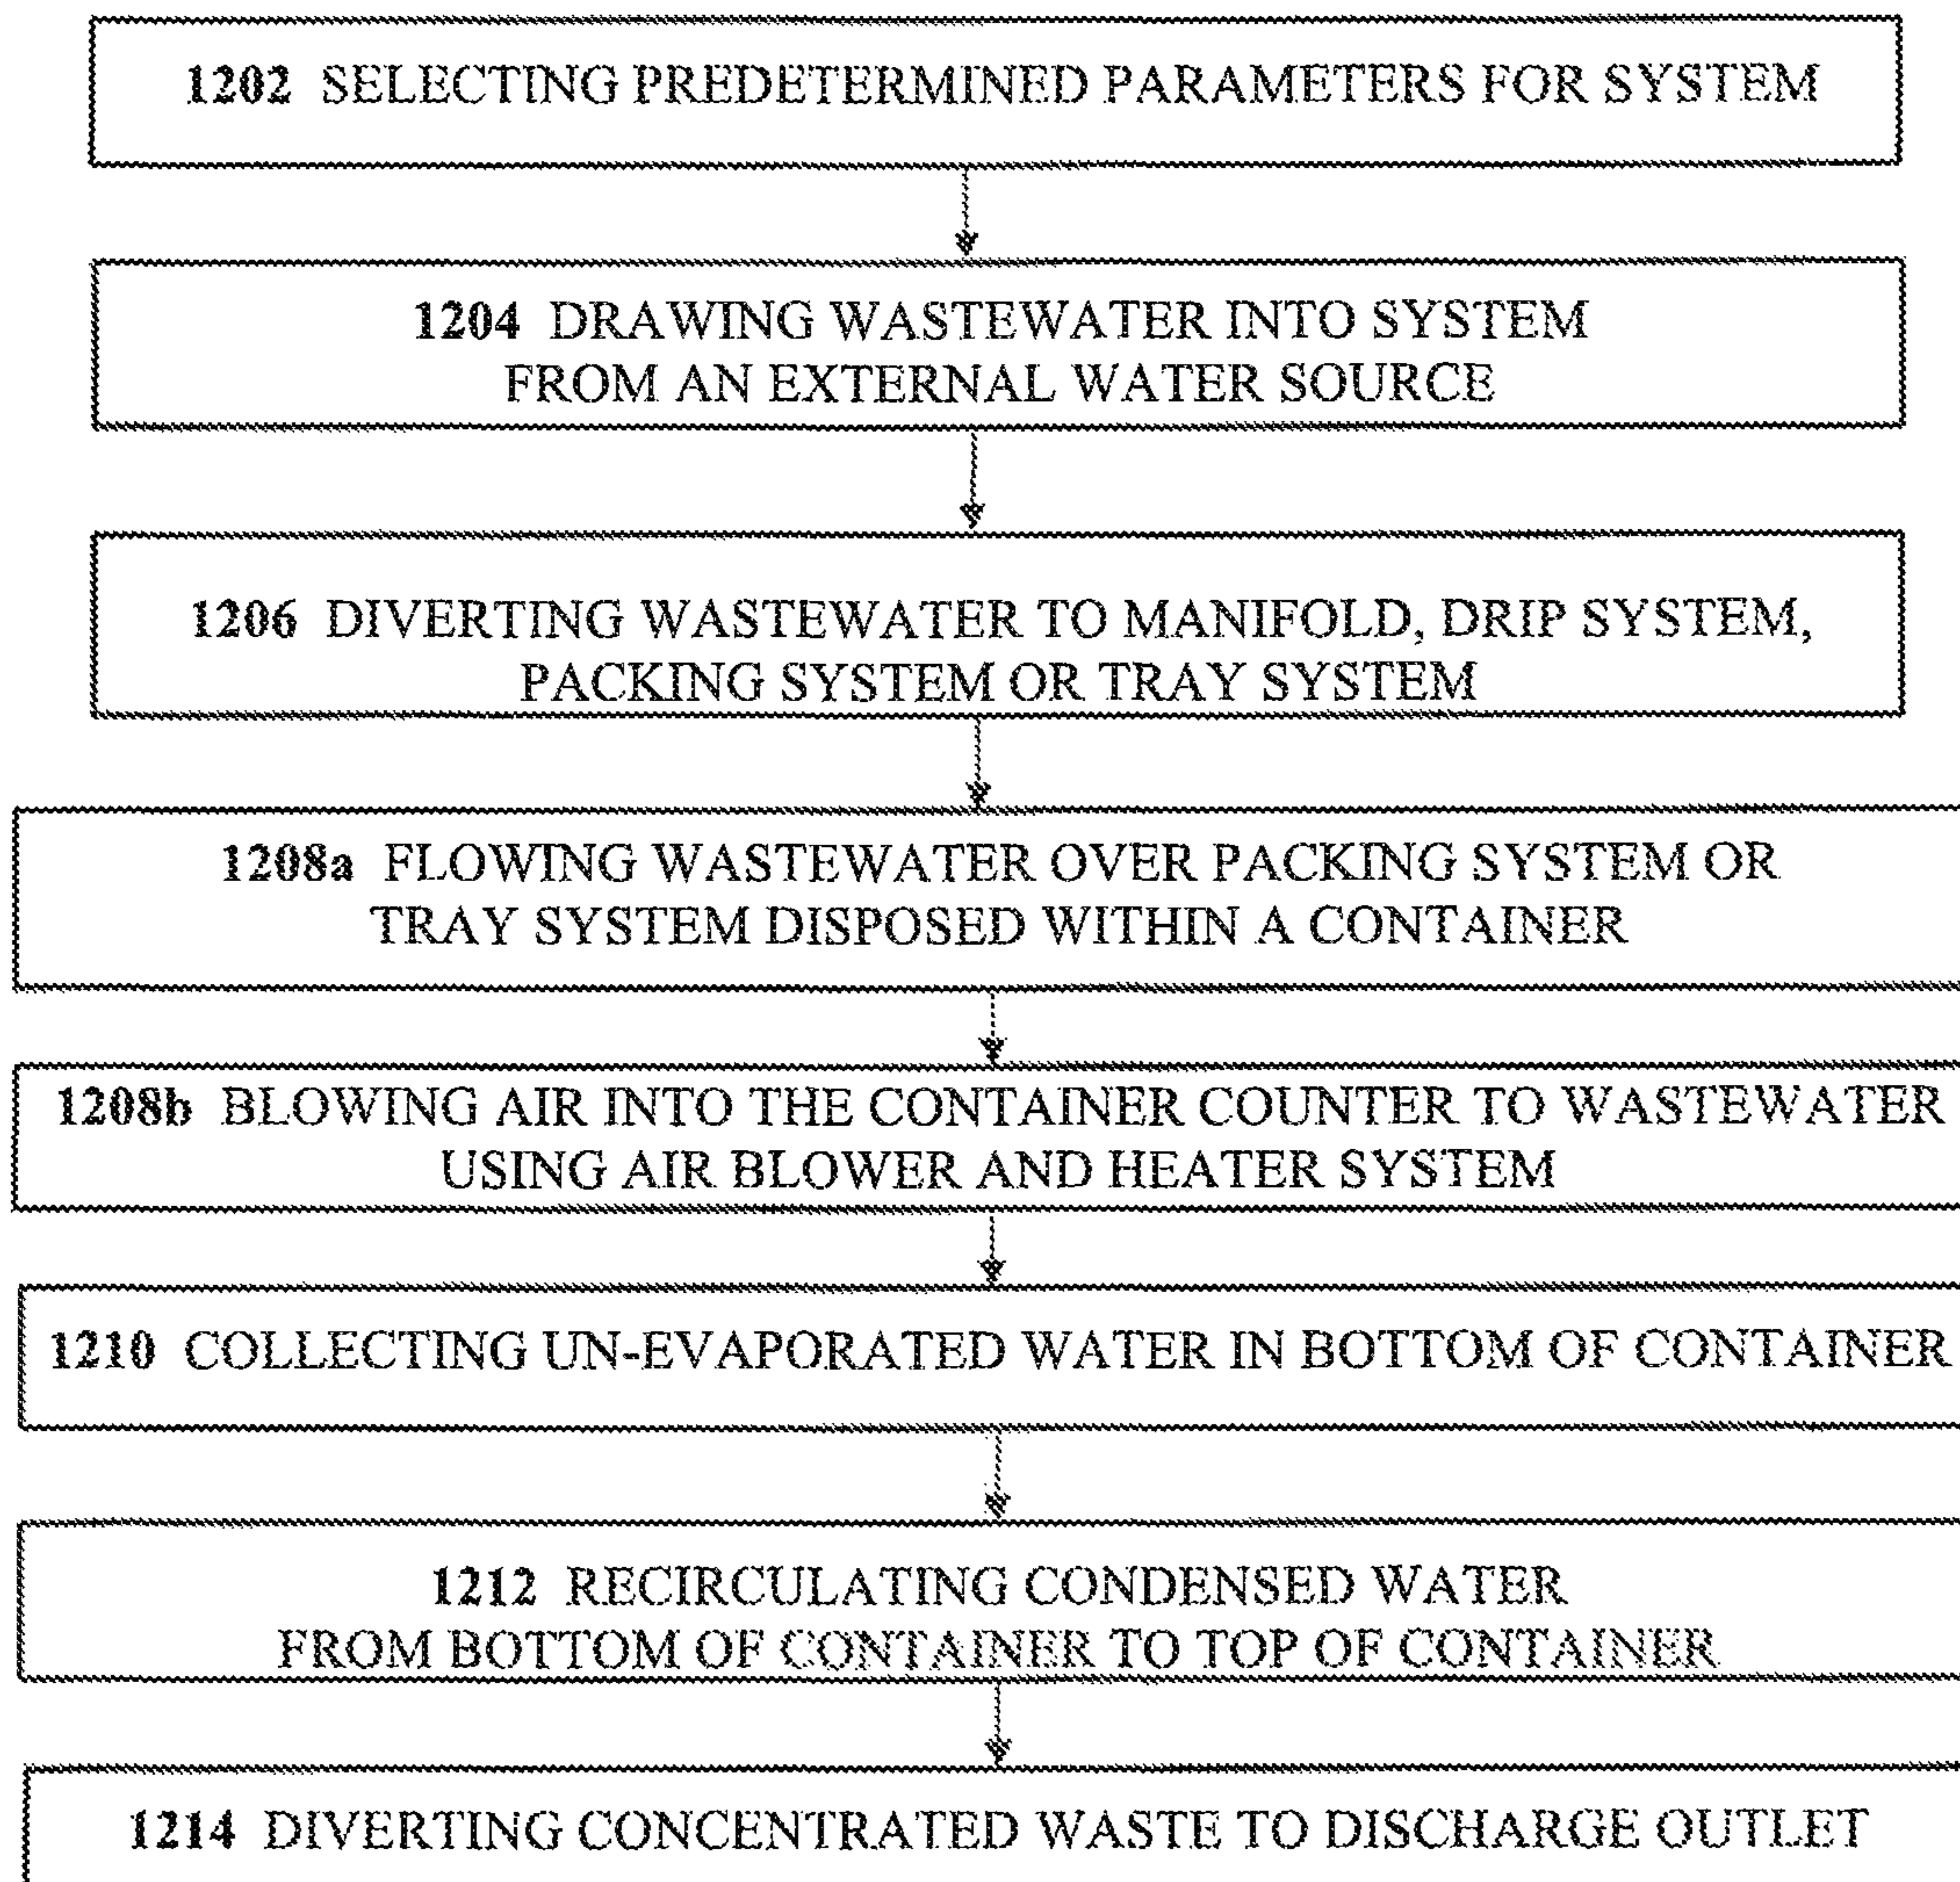 1202 SELECTING PREDETERMINED PARAMETERS FOR SYSTEM
1204 DRAWING WASTEWATER INTO SYSTEM
FROM AN EXTERNAL WATER SOURCE
1206 DIVERTING WASTEWATER TO MANIFOLD, DRIP SYSTEM,
PACKING SYSTEM OR TRAY SYSTEM
1208a FLOWING WASTEWATER OVER PACKING SYSTEM OR
TRAY SYSTEM DISPOSED WITHIN A CONTAINER
1208b BLOWING AIR INTO THE CONTAINER COUNTER TO WASTEWATER
USING AIR BLOWER AND HEATER SYSTEM
1210 COLLECTING UN-EVAPORATED WATER IN BOTTOM OF CONTAINER
1212 RECIRCULATING CONDENSED WATER
FROM BOTTOM OF CONTAINER TO TOP OF CONTAINER
1214 DIVERTING CONCENTRATED WASTE TO DISCHARGE OUTLET